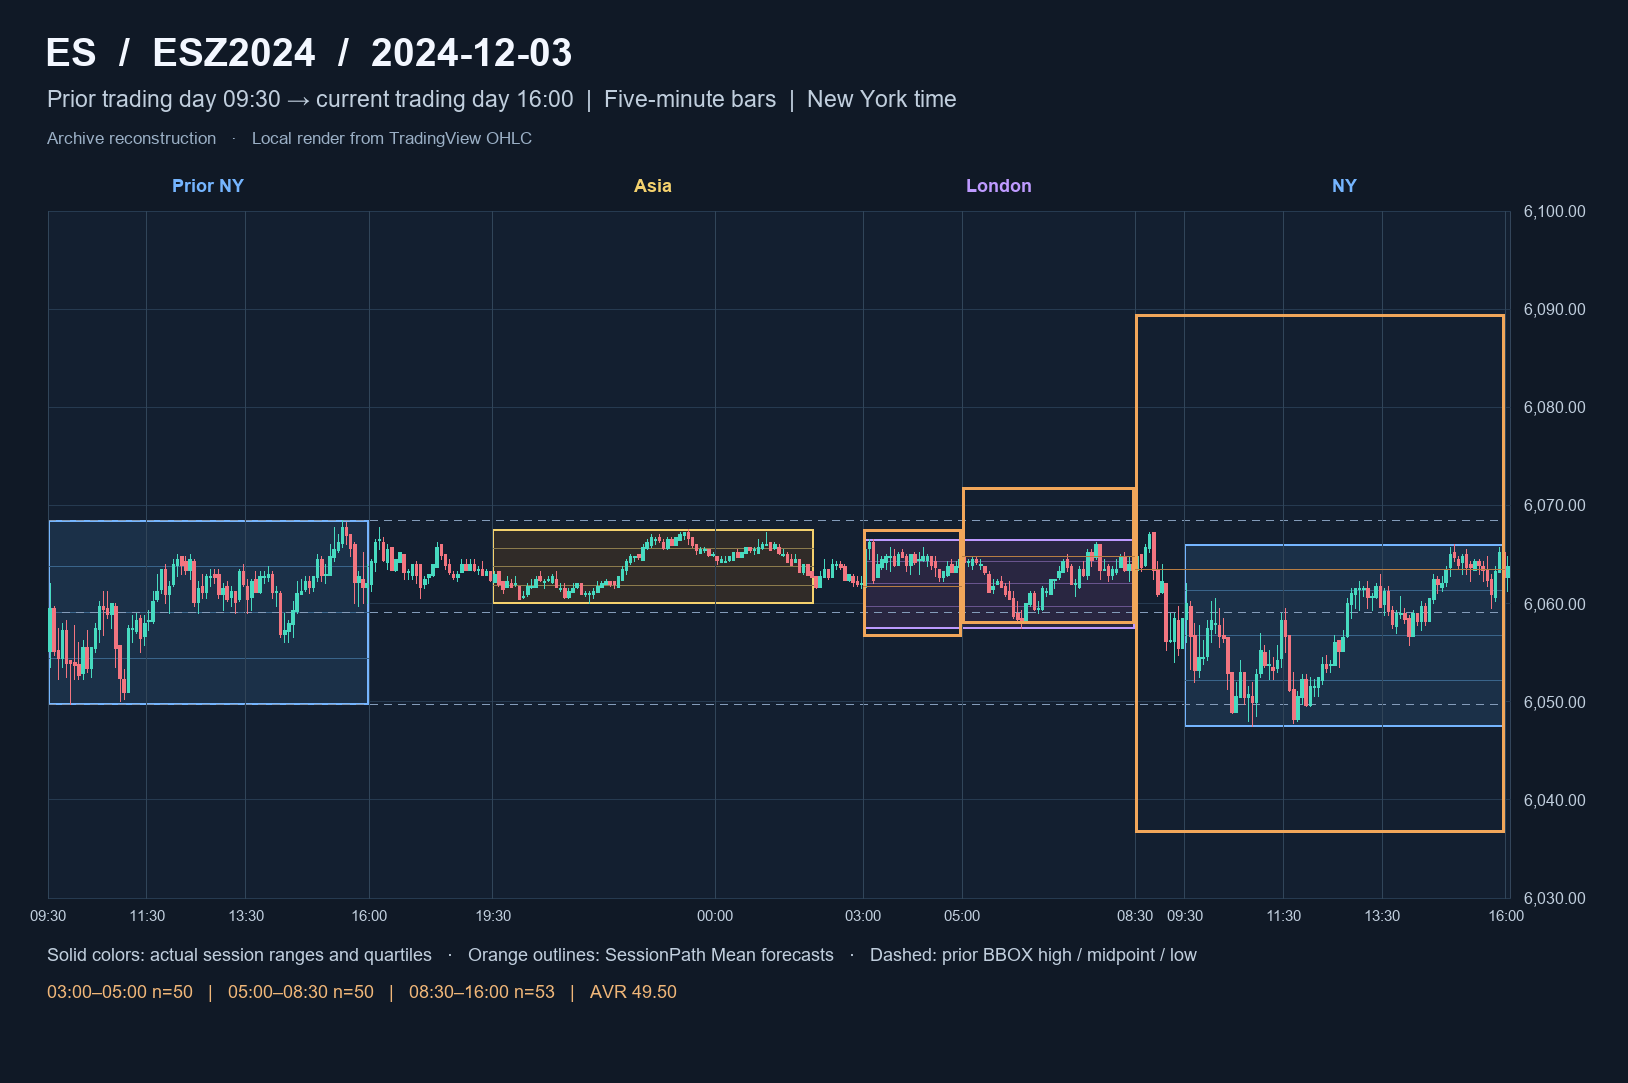 ES / ESZ2024 / 2024-12-03
Prior trading day 09:30 → current trading day 16:00 | Five-minute bars | New York time
Archive reconstruction · Local render from TradingView OHLC
Prior NY Asia London NY
6,100.00
6,090.00
6,080.00
6,070.00
6,060.00
6,050.00
6,040.00
6,030.00
09:30 11:30 13:30 16:00 19:30 00:00 03:00 05:00 08:30 09:30 11:30 13:30 16:00
Solid colors: actual session ranges and quartiles · Orange outlines: SessionPath Mean forecasts · Dashed: prior BBOX high / midpoint / low
03:00–05:00 n=50 | 05:00–08:30 n=50 | 08:30–16:00 n=53 | AVR 49.50